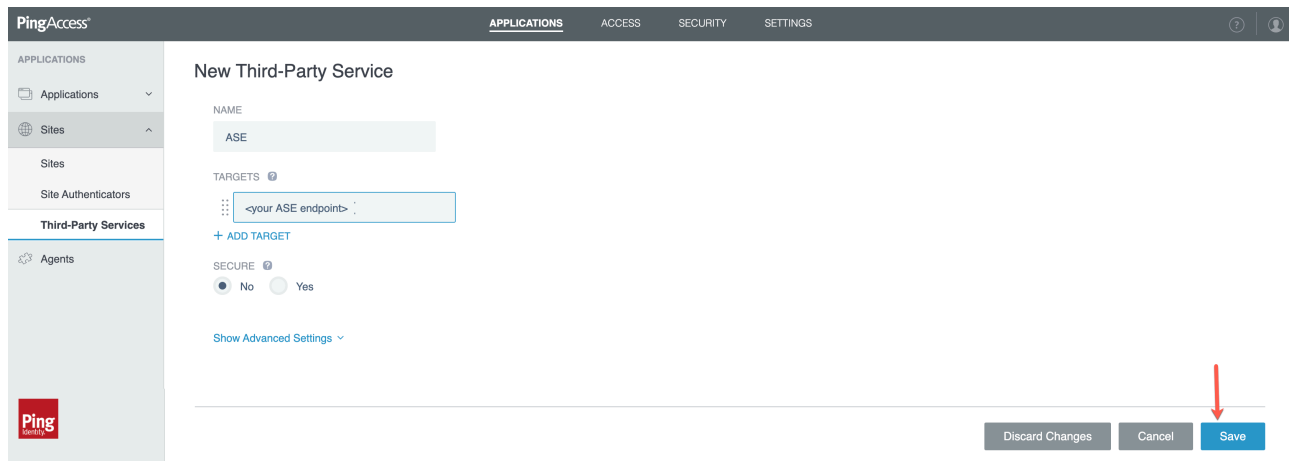 PingAccess®
APPLICATIONS ACCESS SECURITY SETTINGS
?
APPLICATIONS
Applications
Sites
Sites
Site Authenticators
Third-Party Services
Agents
Ping
Identity.
New Third-Party Service
NAME
ASE
TARGETS ?
<your ASE endpoint>
+ ADD TARGET
SECURE ?
No Yes
Show Advanced Settings
Discard Changes Cancel Save